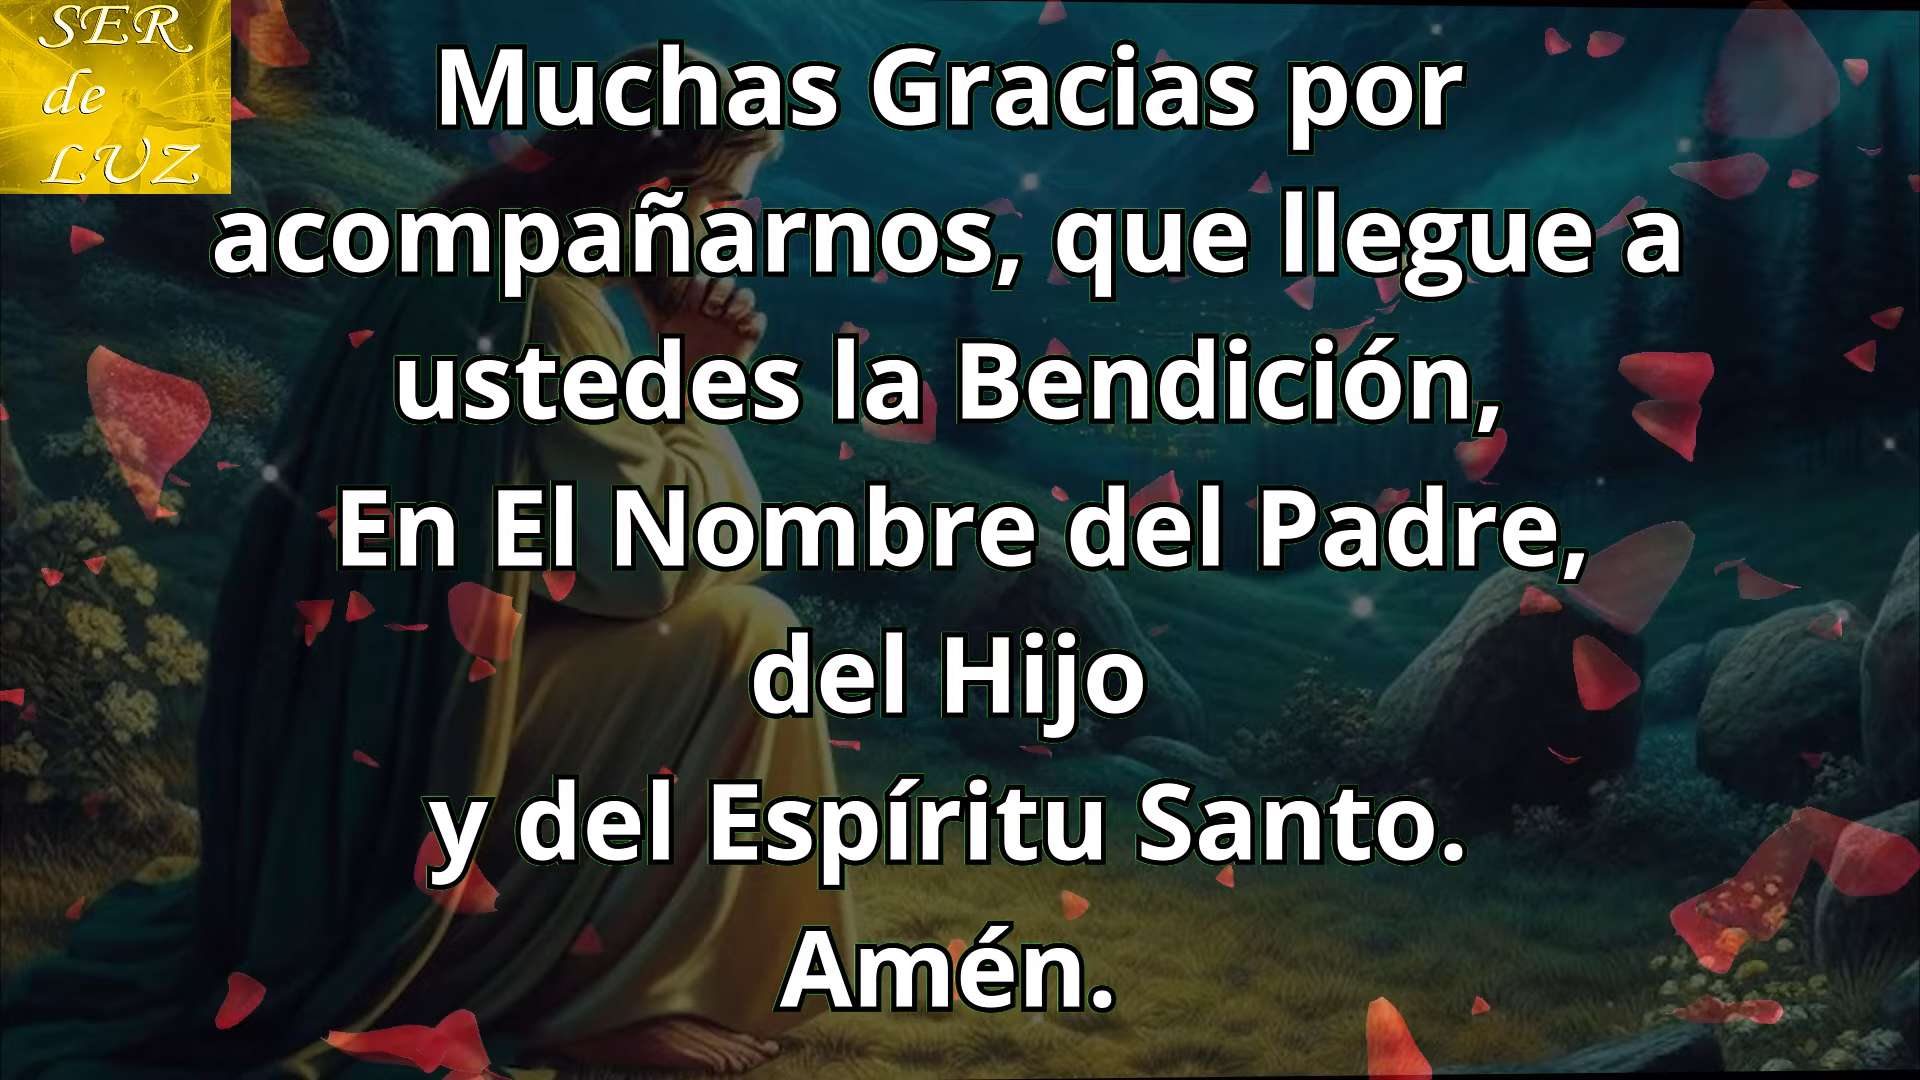 SER
de
LUZ
Muchas Gracias por
acompañarnos, que llegue a
ustedes la Bendición,
En El Nombre del Padre,
del Hijo
y del Espíritu Santo.
Amén.